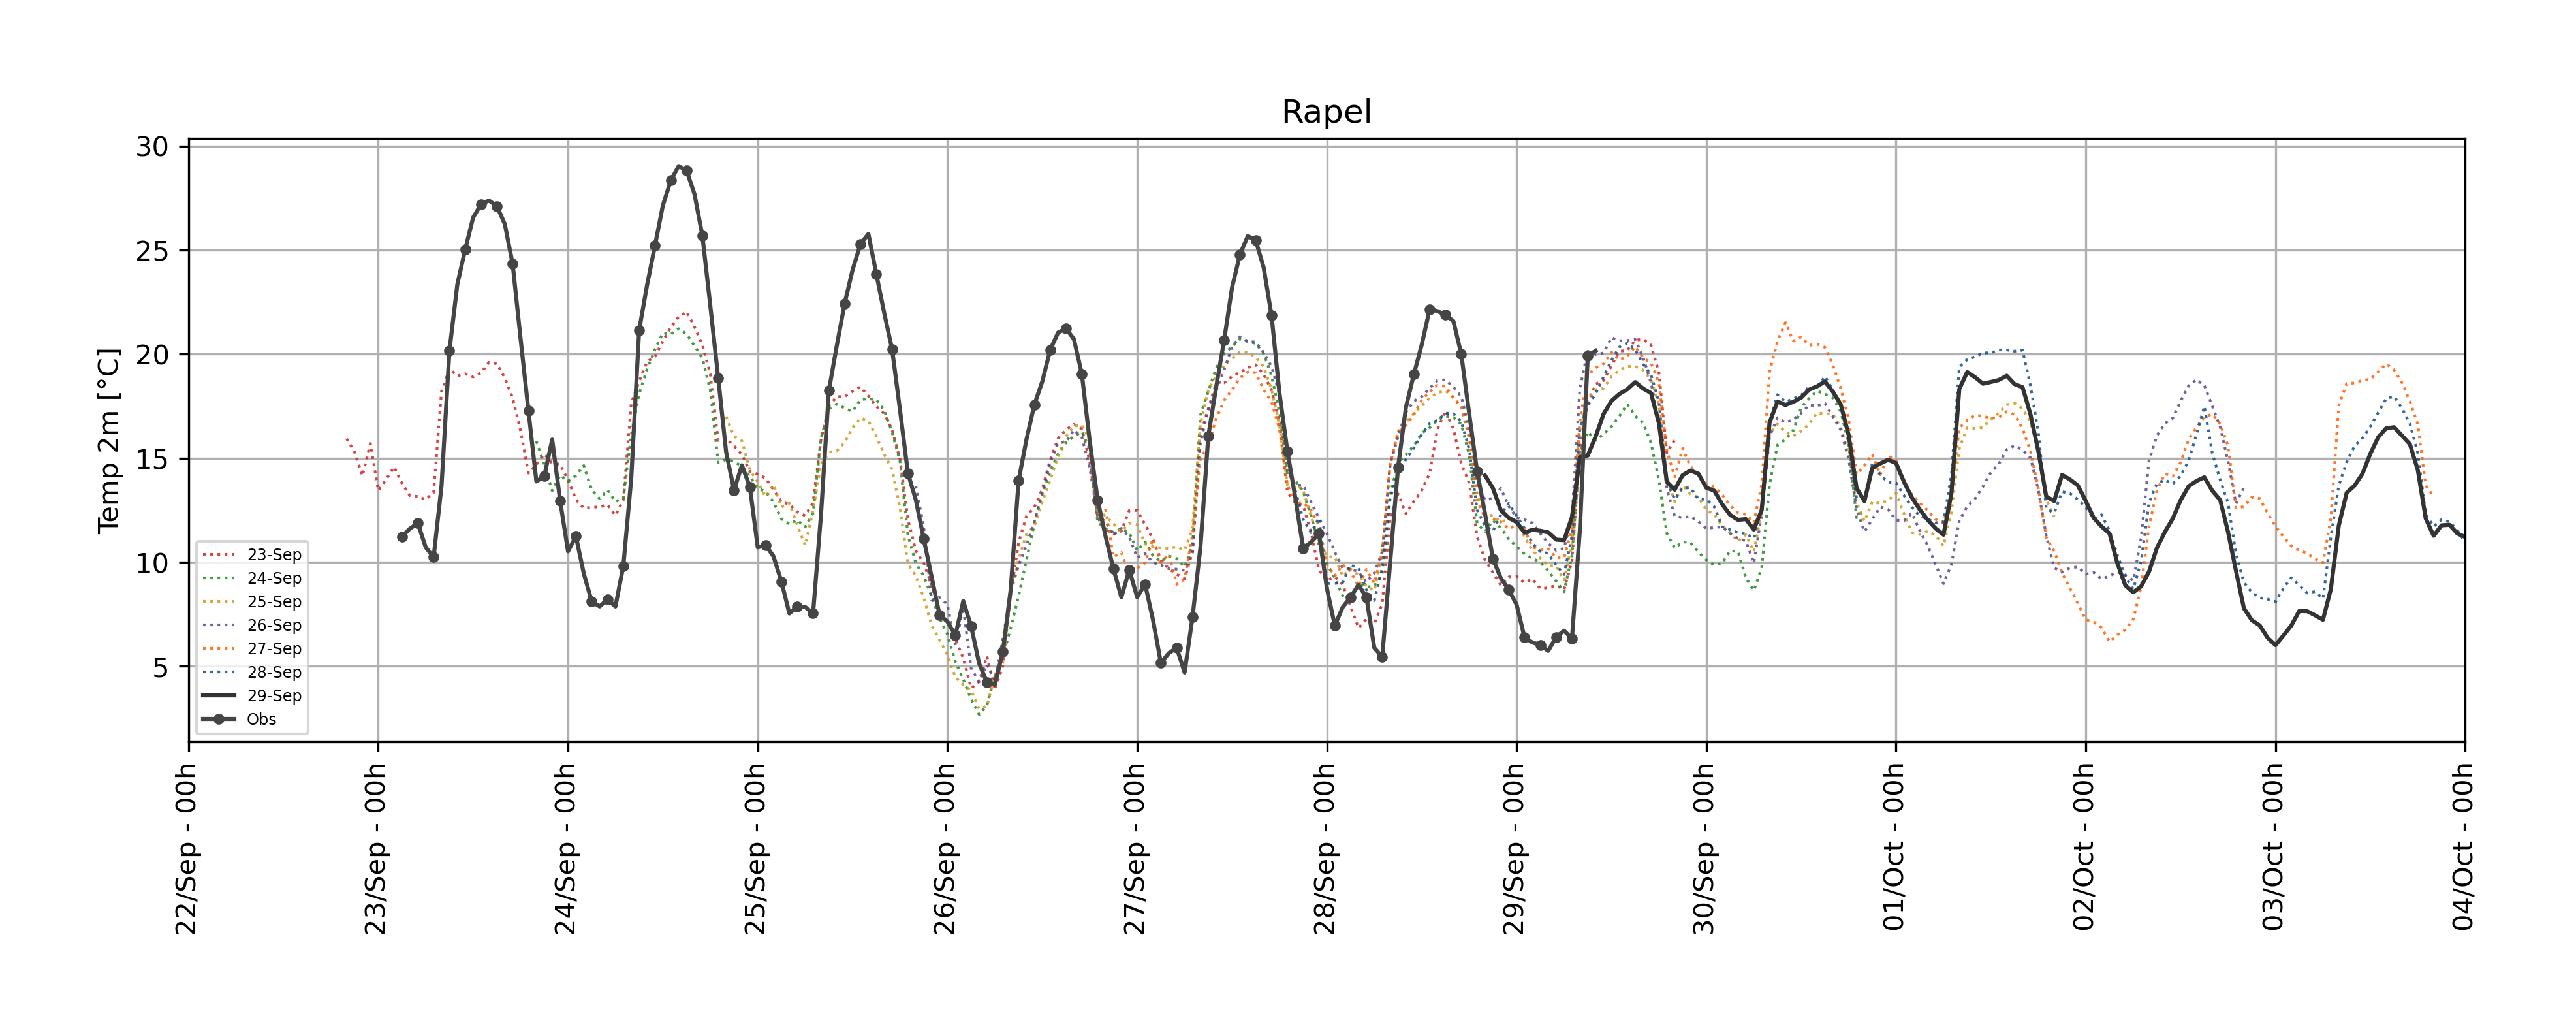 Rapel
Temp 2m [°C]
30
25
20
15
10
5
23-Sep
24-Sep
25-Sep
26-Sep
27-Sep
28-Sep
29-Sep
Obs
22/Sep - 00h
23/Sep - 00h
24/Sep - 00h
25/Sep - 00h
26/Sep - 00h
27/Sep - 00h
28/Sep - 00h
29/Sep - 00h
30/Sep - 00h
01/Oct - 00h
02/Oct - 00h
03/Oct - 00h
04/Oct - 00h